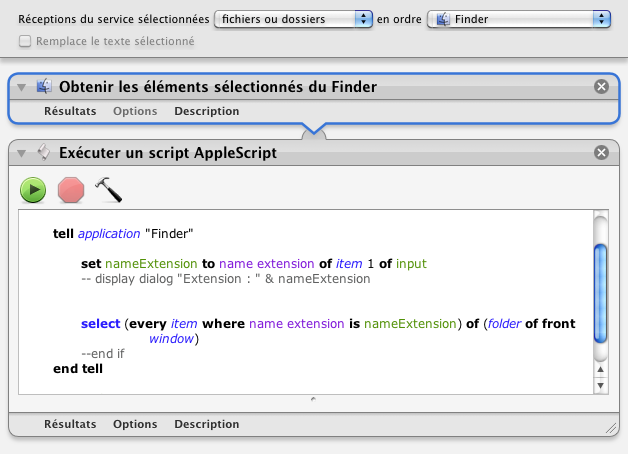 Réceptions du service sélectionnées fichiers ou dossiers en ordre Finder
Remplace le texte sélectionné
Obtenir les éléments sélectionnés du Finder
Résultats Options Description
Exécuter un script AppleScript
tell application "Finder"
set nameExtension to name extension of item 1 of input
-- display dialog "Extension : " & nameExtension
select (every item where name extension is nameExtension) of (folder of front
window)
--end if
end tell
Résultats Options Description